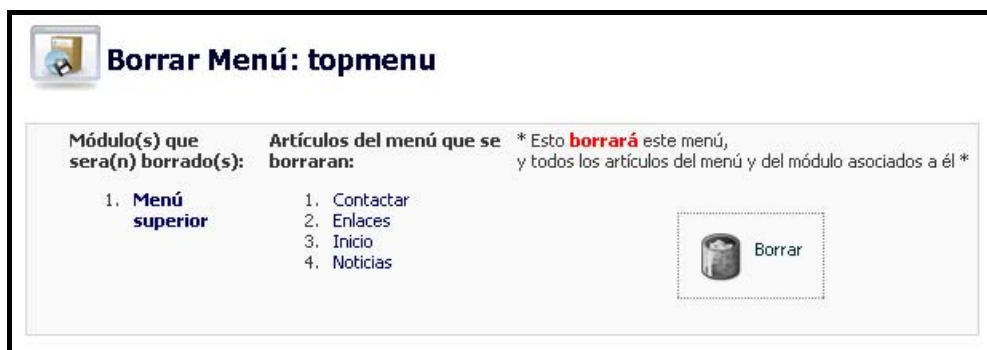 Borrar Menú: topmenu
Módulo(s) que
sera(n) borrado(s):
1. Menú
superior
Artículos del menú que se
borraran:
1. Contactar
2. Enlaces
3. Inicio
4. Noticias
* Esto borrará este menú,
y todos los artículos del menú y del módulo asociados a él *
Borrar